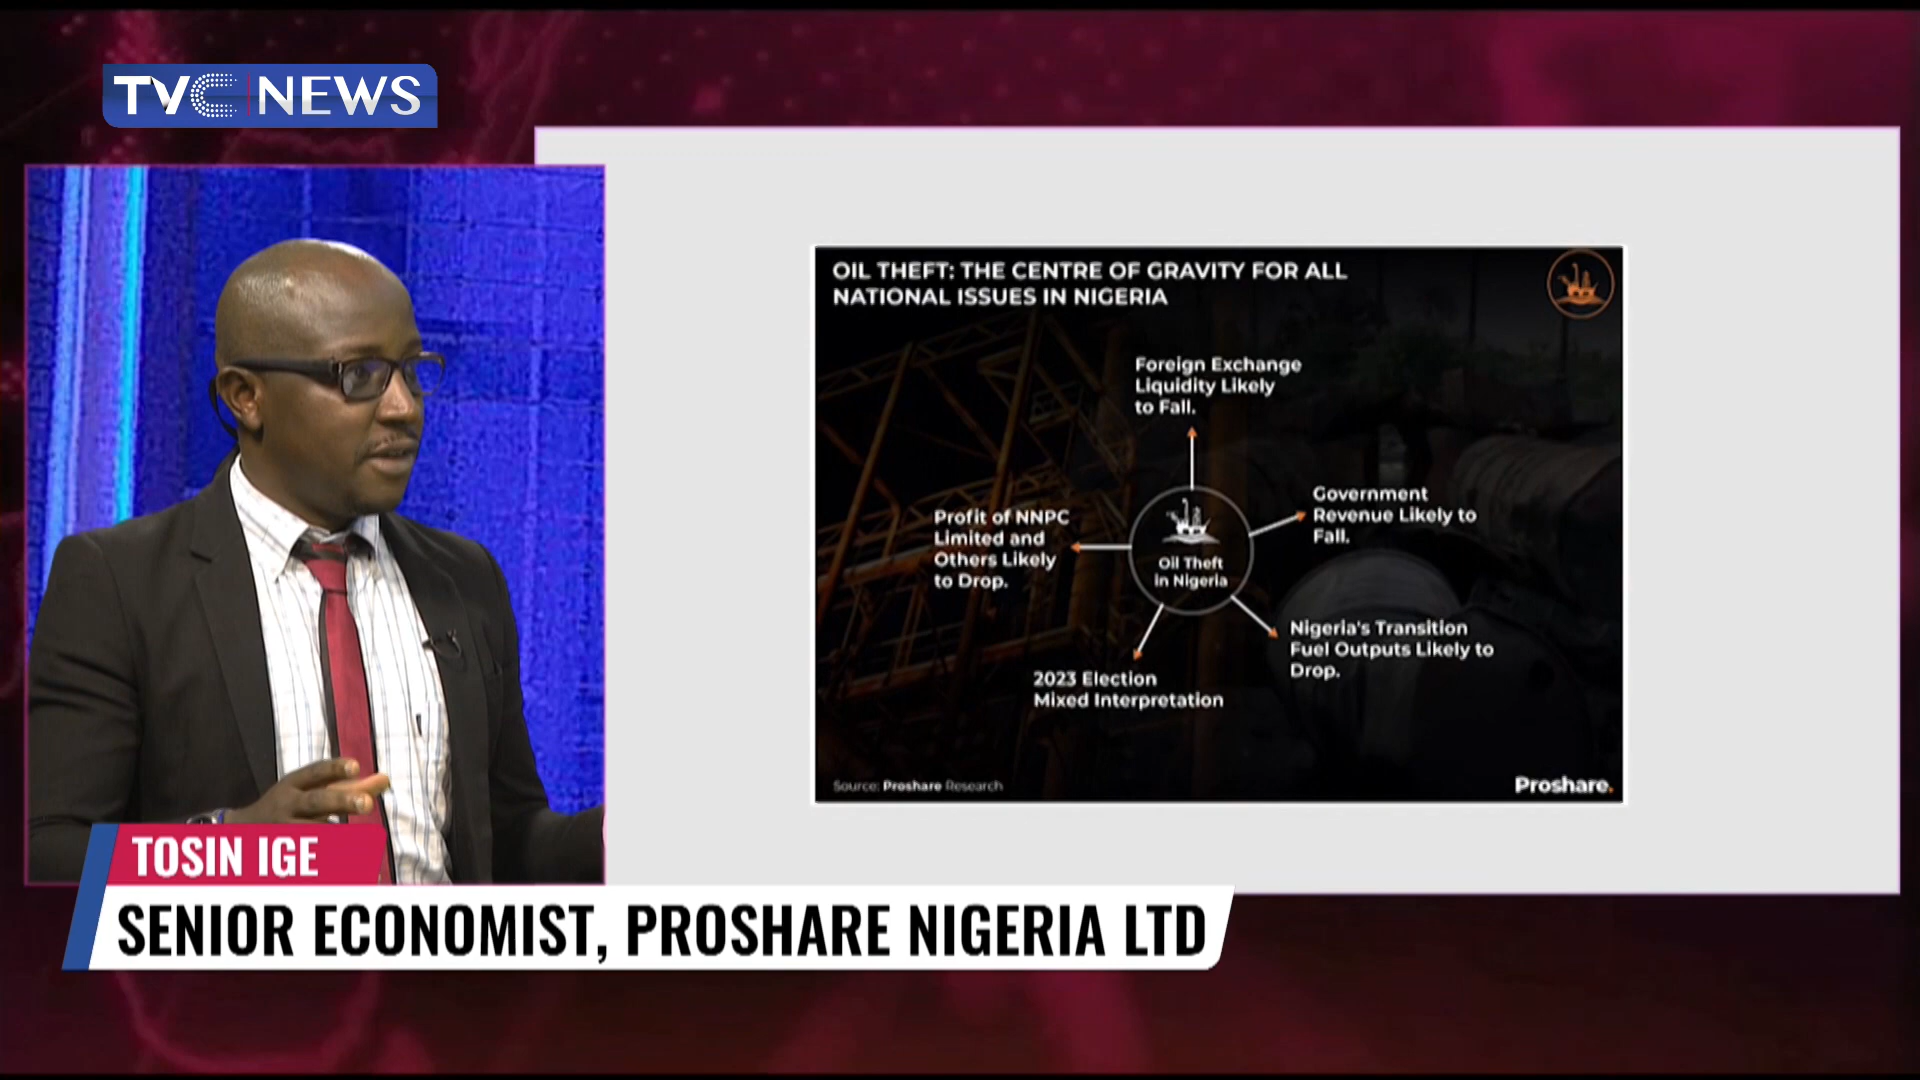 TVC NEWS
OIL THEFT: THE CENTRE OF GRAVITY FOR ALL
NATIONAL ISSUES IN NIGERIA
Foreign Exchange
Liquidity Likely
to Fall.
Government
Revenue Likely to
Fall.
Profit of NNPC
Limited and
Others Likely
to Drop.
Oil Theft
in Nigeria
Nigeria's Transition
Fuel Outputs Likely to
Drop.
2023 Election
Mixed Interpretation
Source: Proshare Research
Proshare.
TOSIN IGE
SENIOR ECONOMIST, PROSHARE NIGERIA LTD